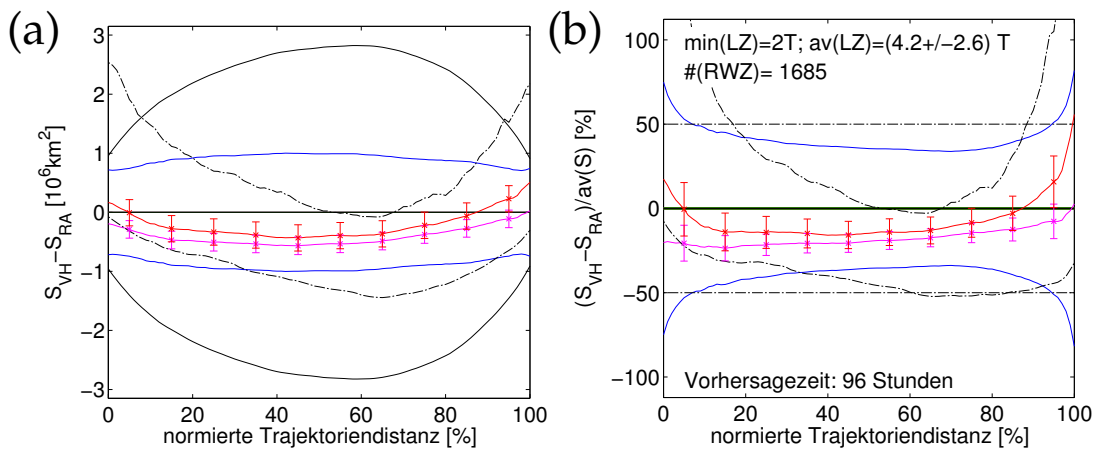 (a)
3
2
1
0
−1
−2
−3
S_VH−S_RA [10^6km^2]
0 20 40 60 80 100
normierte Trajektoriendistanz [%]
(b)
min(LZ)=2T; av(LZ)=(4.2+/−2.6) T
#(RWZ)= 1685
100
50
0
−50
−100
(S_VH−S_RA)/av(S) [%]
Vorhersagezeit: 96 Stunden
0 20 40 60 80 100
normierte Trajektoriendistanz [%]